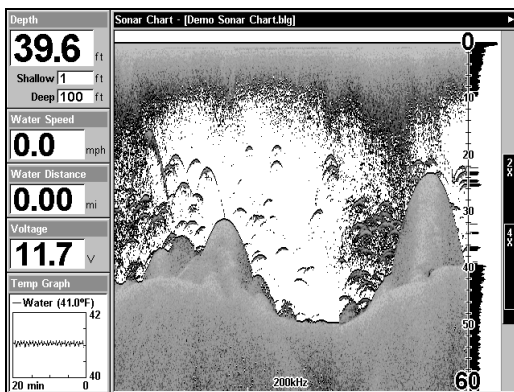 Depth
39.6 ft
Shallow 1 ft
Deep 100 ft
Water Speed
0.0 mph
Water Distance
0.00 mi
Voltage
11.7 V
Temp Graph
Water (41.0°F)
42
40
20 min 0
Sonar Chart - [Demo Sonar Chart.blg]
0
10
20
30
40
50
60
200kHz
2X
4X